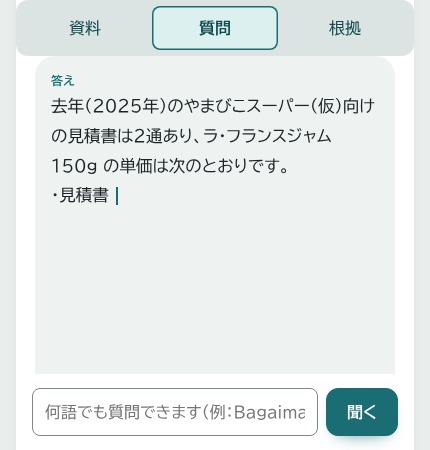 資料
質問
根拠
答え
去年(2025年)のやまびこスーパー(仮)向け
の見積書は2通あり、ラ・フランスジャム
150g の単価は次のとおりです。
・見積書
何語でも質問できます(例:Bagaima
聞く